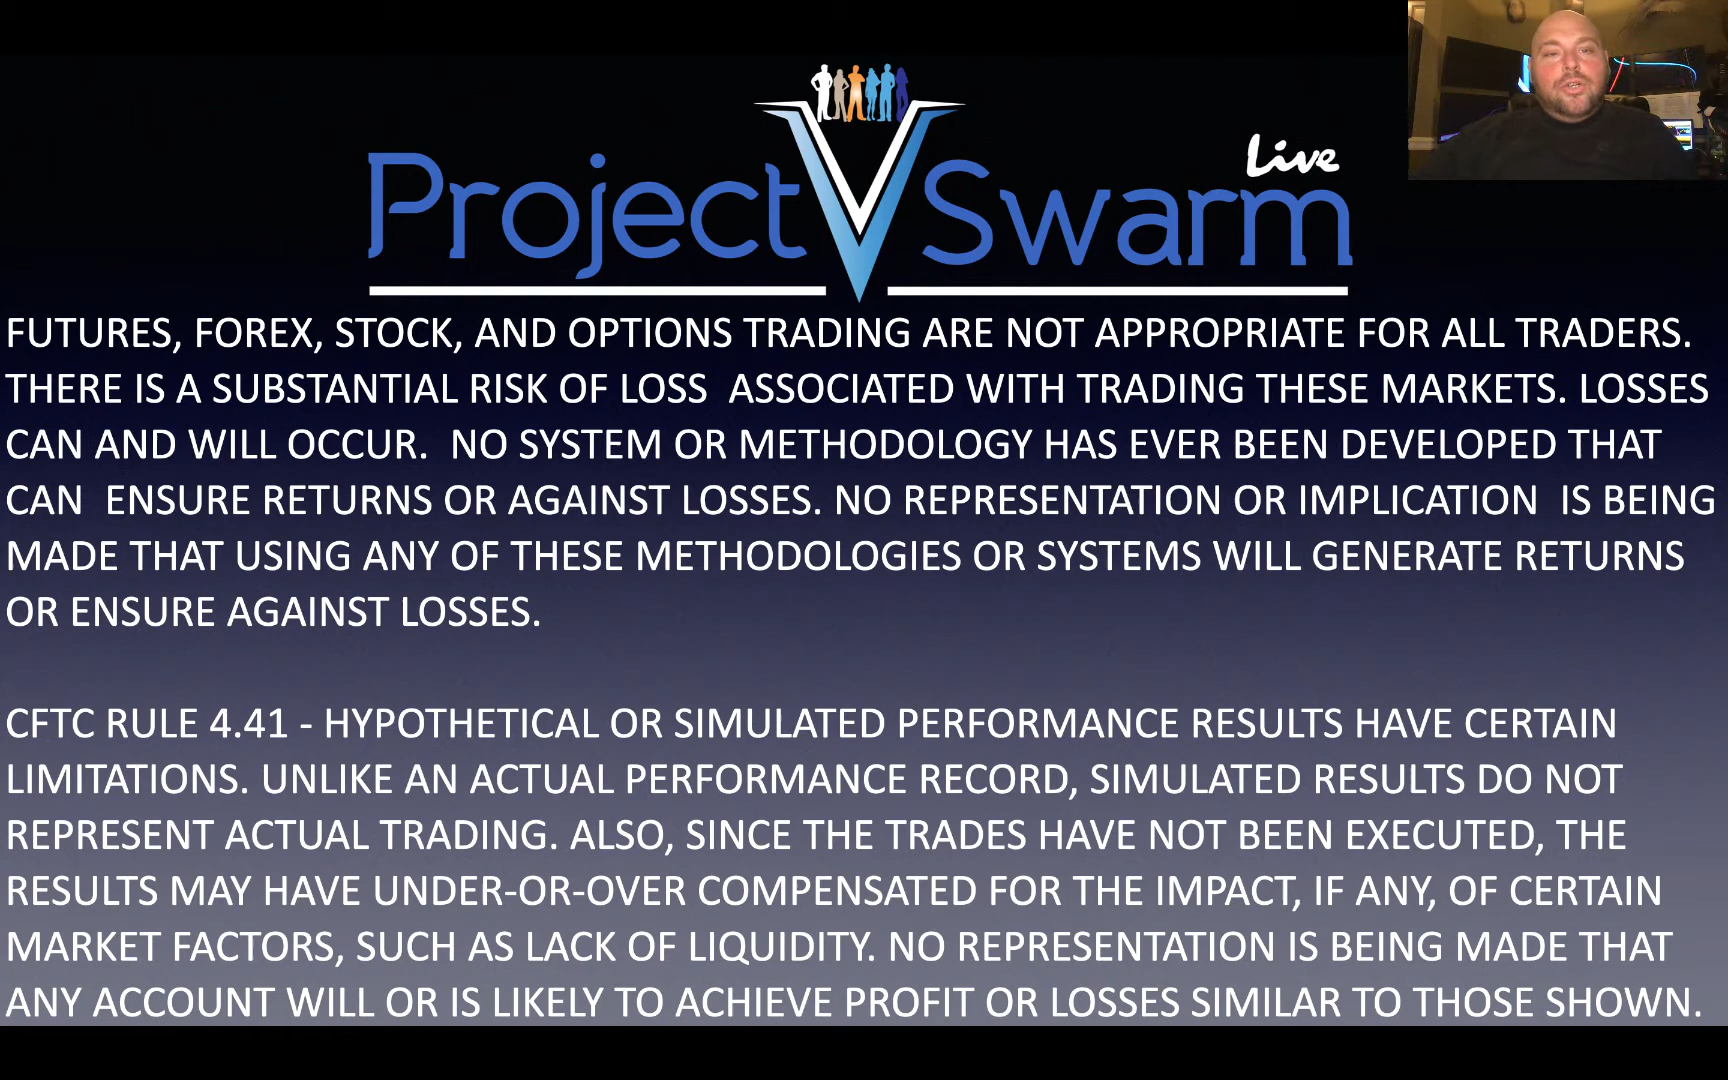 Project Swarm
Live
FUTURES, FOREX, STOCK, AND OPTIONS TRADING ARE NOT APPROPRIATE FOR ALL TRADERS.
THERE IS A SUBSTANTIAL RISK OF LOSS  ASSOCIATED WITH TRADING THESE MARKETS. LOSSES
CAN AND WILL OCCUR.  NO SYSTEM OR METHODOLOGY HAS EVER BEEN DEVELOPED THAT
CAN  ENSURE RETURNS OR AGAINST LOSSES. NO REPRESENTATION OR IMPLICATION  IS BEING
MADE THAT USING ANY OF THESE METHODOLOGIES OR SYSTEMS WILL GENERATE RETURNS
OR ENSURE AGAINST LOSSES.
CFTC RULE 4.41 - HYPOTHETICAL OR SIMULATED PERFORMANCE RESULTS HAVE CERTAIN
LIMITATIONS. UNLIKE AN ACTUAL PERFORMANCE RECORD, SIMULATED RESULTS DO NOT
REPRESENT ACTUAL TRADING. ALSO, SINCE THE TRADES HAVE NOT BEEN EXECUTED, THE
RESULTS MAY HAVE UNDER-OR-OVER COMPENSATED FOR THE IMPACT, IF ANY, OF CERTAIN
MARKET FACTORS, SUCH AS LACK OF LIQUIDITY. NO REPRESENTATION IS BEING MADE THAT
ANY ACCOUNT WILL OR IS LIKELY TO ACHIEVE PROFIT OR LOSSES SIMILAR TO THOSE SHOWN.